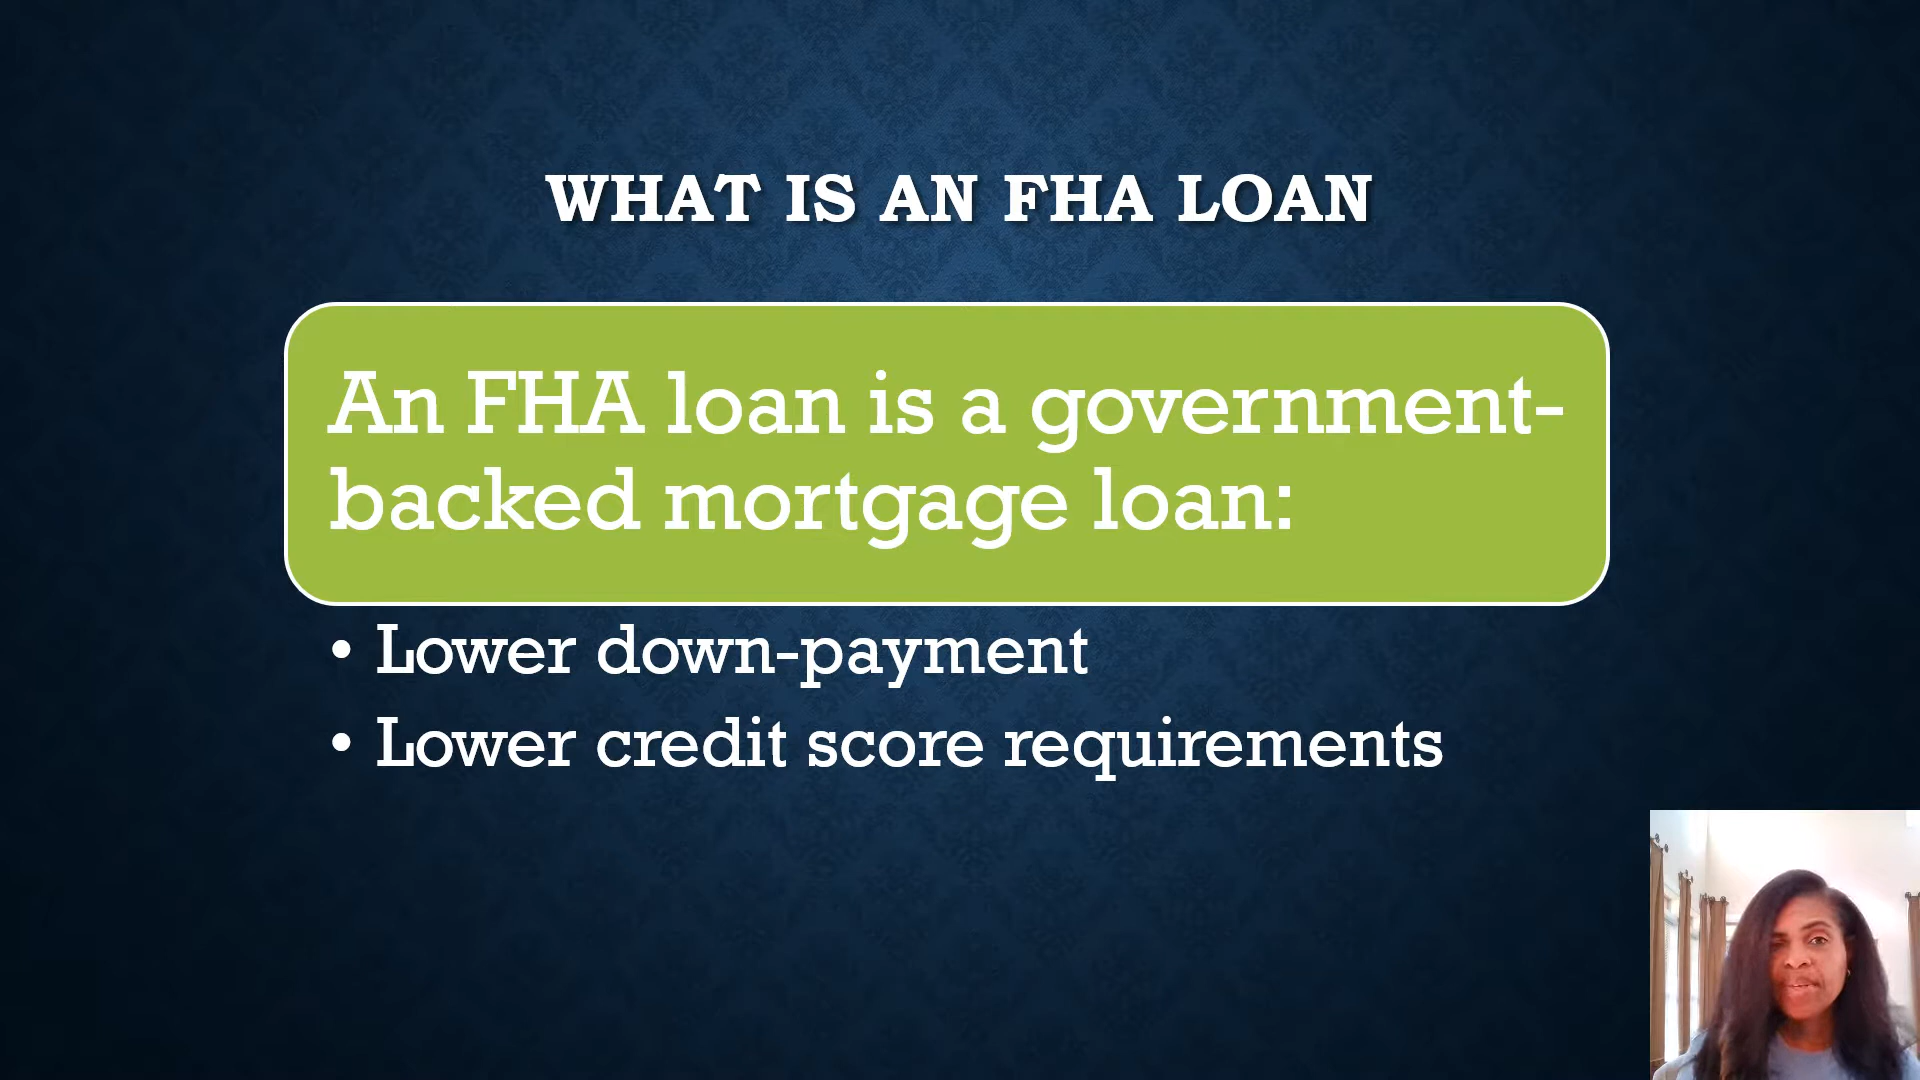 WHAT IS AN FHA LOAN
An FHA loan is a government-
backed mortgage loan:
• Lower down-payment
• Lower credit score requirements